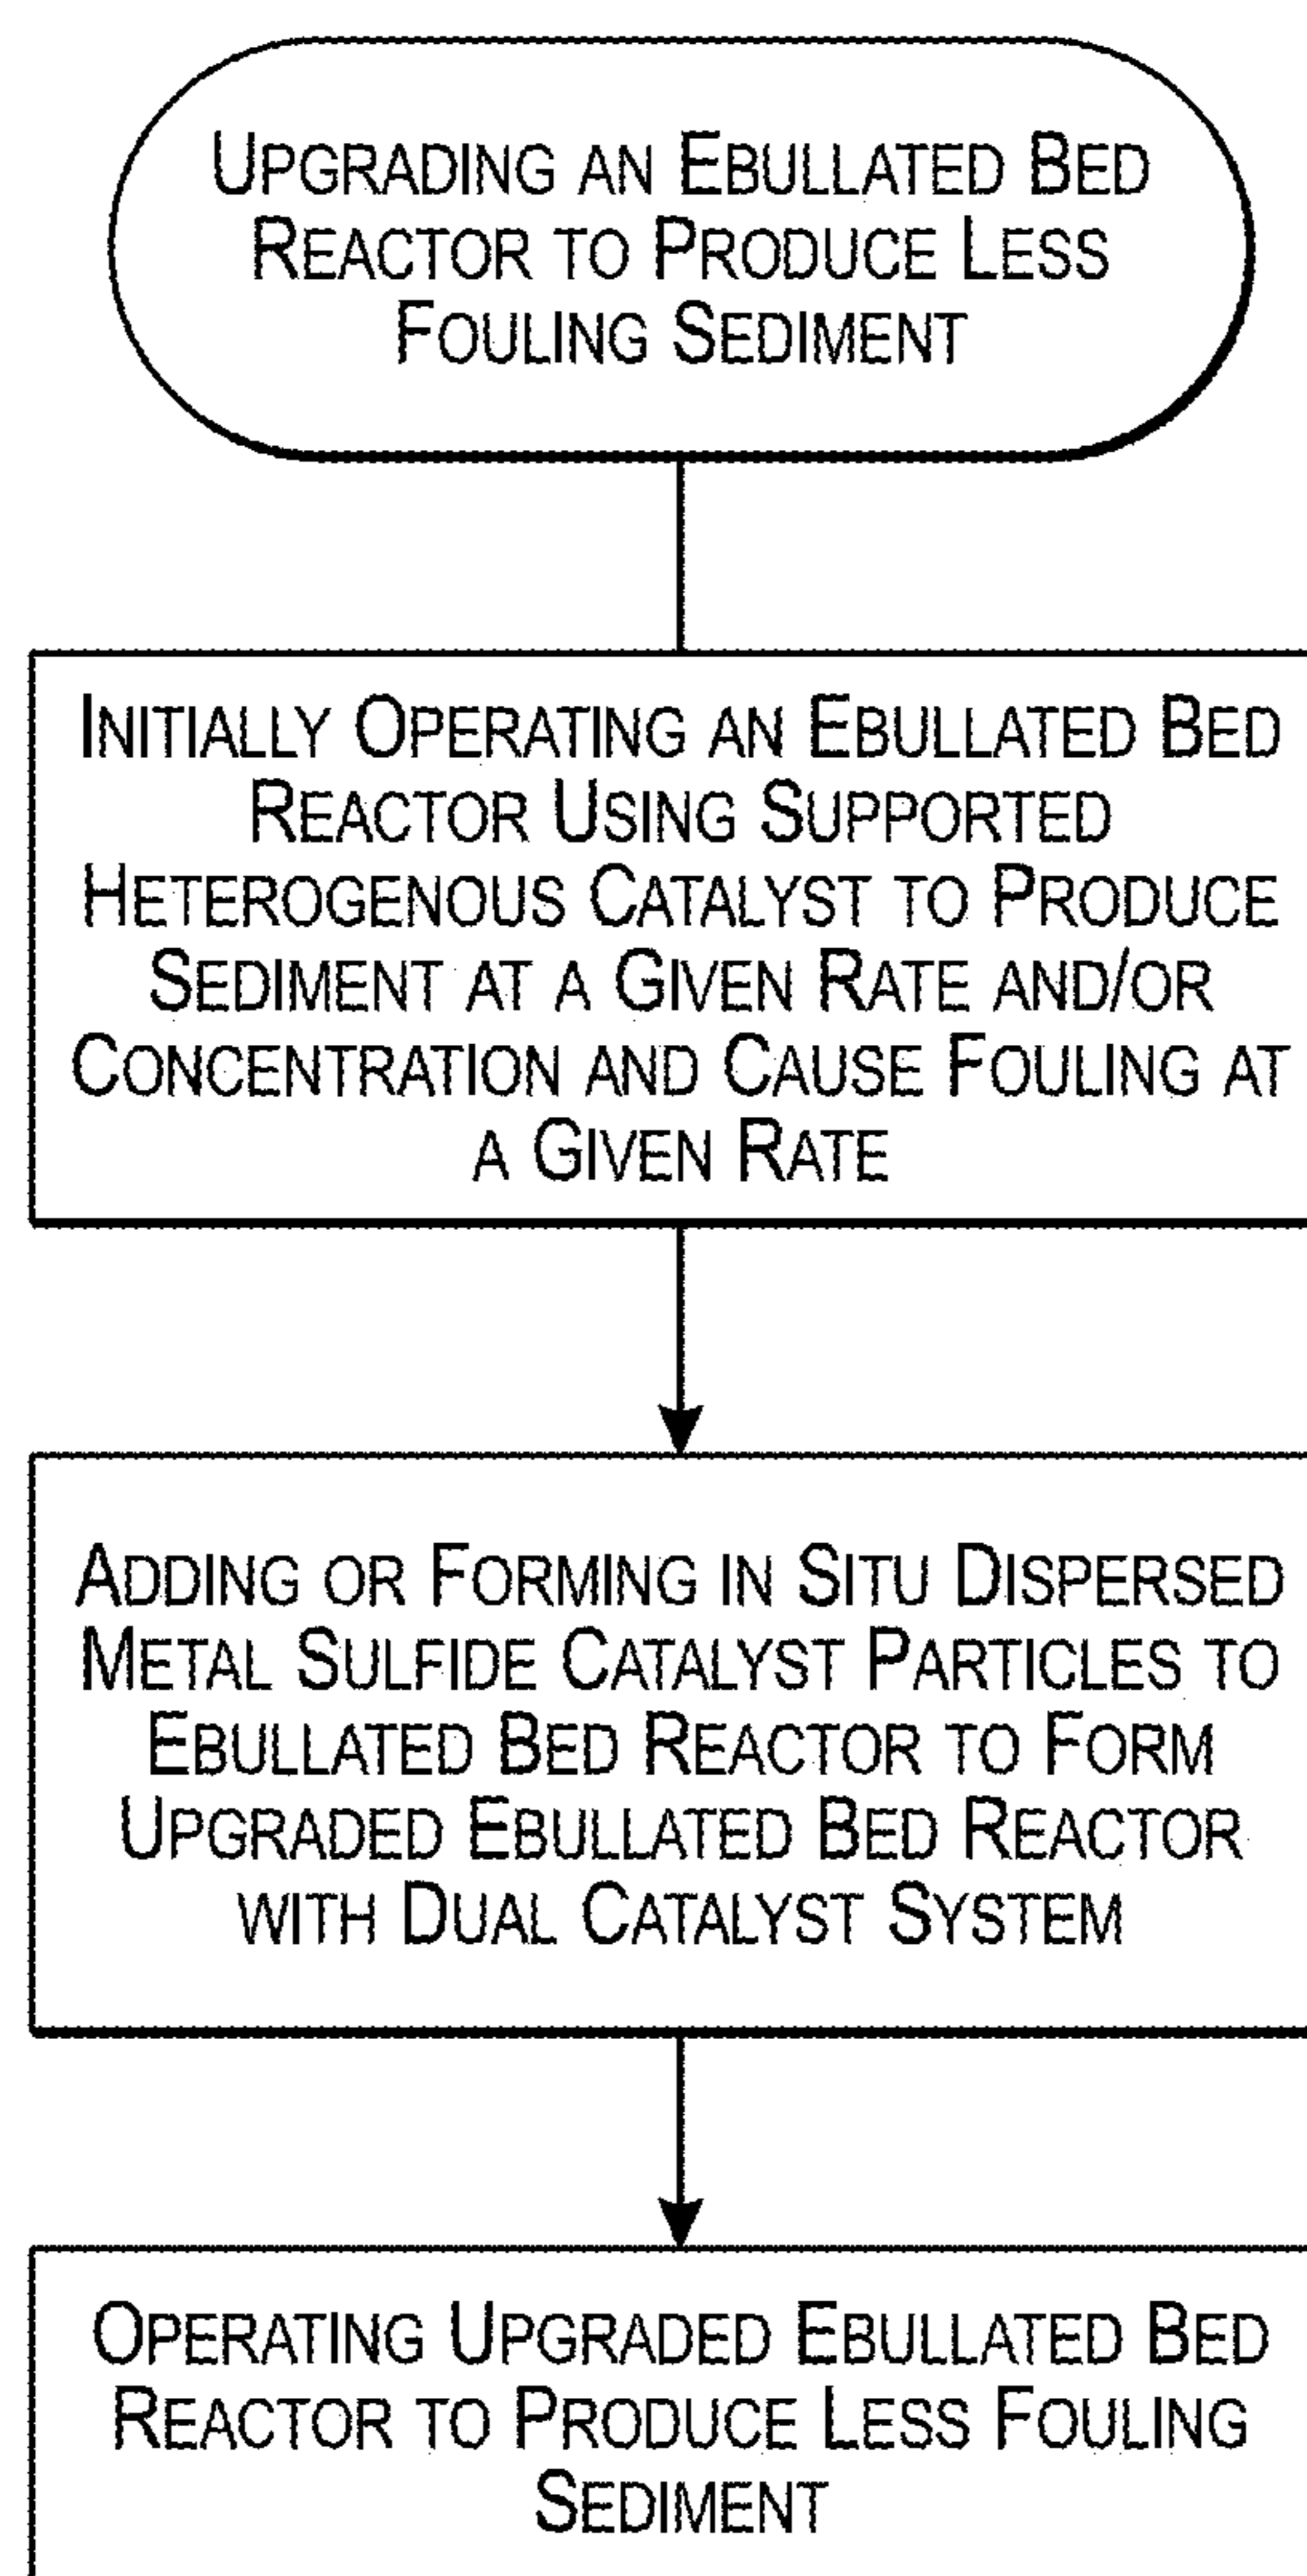 UPGRADING AN EBULLATED BED
REACTOR TO PRODUCE LESS
FOULING SEDIMENT
INITIALLY OPERATING AN EBULLATED BED
REACTOR USING SUPPORTED
HETEROGENOUS CATALYST TO PRODUCE
SEDIMENT AT A GIVEN RATE AND/OR
CONCENTRATION AND CAUSE FOULING AT
A GIVEN RATE
ADDING OR FORMING IN SITU DISPERSED
METAL SULFIDE CATALYST PARTICLES TO
EBULLATED BED REACTOR TO FORM
UPGRADED EBULLATED BED REACTOR
WITH DUAL CATALYST SYSTEM
OPERATING UPGRADED EBULLATED BED
REACTOR TO PRODUCE LESS FOULING
SEDIMENT